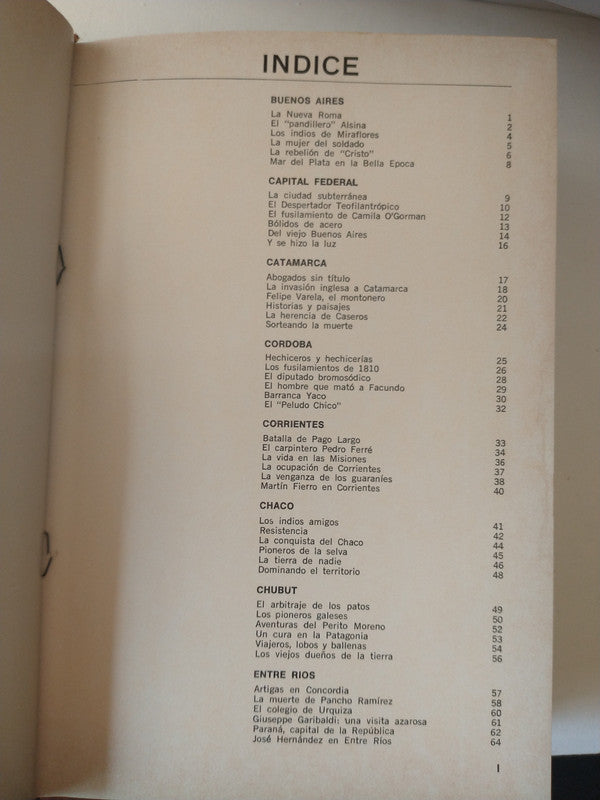 INDICE
BUENOS AIRES
La Nueva Roma 1
El "pandillero" Alsina 2
Los indios de Miraflores 4
La mujer del soldado 5
La rebelión de "Cristo" 6
Mar del Plata en la Bella Epoca 8
CAPITAL FEDERAL
La ciudad subterránea 9
El Despertador Teofilantrópico 10
El fusilamiento de Camila O'Gorman 12
Bólidos de acero 13
Del viejo Buenos Aires 14
Y se hizo la luz 16
CATAMARCA
Abogados sin título 17
La invasión inglesa a Catamarca 18
Felipe Varela, el montonero 20
Historias y paisajes 21
La herencia de Caseros 22
Sorteando la muerte 24
CORDOBA
Hechiceros y hechicerías 25
Los fusilamientos de 1810 26
El diputado bromosódico 28
El hombre que mató a Facundo 29
Barranca Yaco 30
El "Peludo Chico" 32
CORRIENTES
Batalla de Pago Largo 33
El carpintero Pedro Ferré 34
La vida en las Misiones 36
La ocupación de Corrientes 37
La venganza de los guaraníes 38
Martín Fierro en Corrientes 40
CHACO
Los indios amigos 41
Resistencia 42
La conquista del Chaco 44
Pioneros de la selva 45
La tierra de nadie 46
Dominando el territorio 48
CHUBUT
El arbitraje de los patos 49
Los pioneros galeses 50
Aventuras del Perito Moreno 52
Un cura en la Patagonia 53
Viajeros, lobos y ballenas 54
Los viejos dueños de la tierra 56
ENTRE RIOS
Artigas en Concordia 57
La muerte de Pancho Ramírez 58
El colegio de Urquiza 60
Giuseppe Garibaldi: una visita azarosa 61
Paraná, capital de la República 62
José Hernández en Entre Ríos 64
I